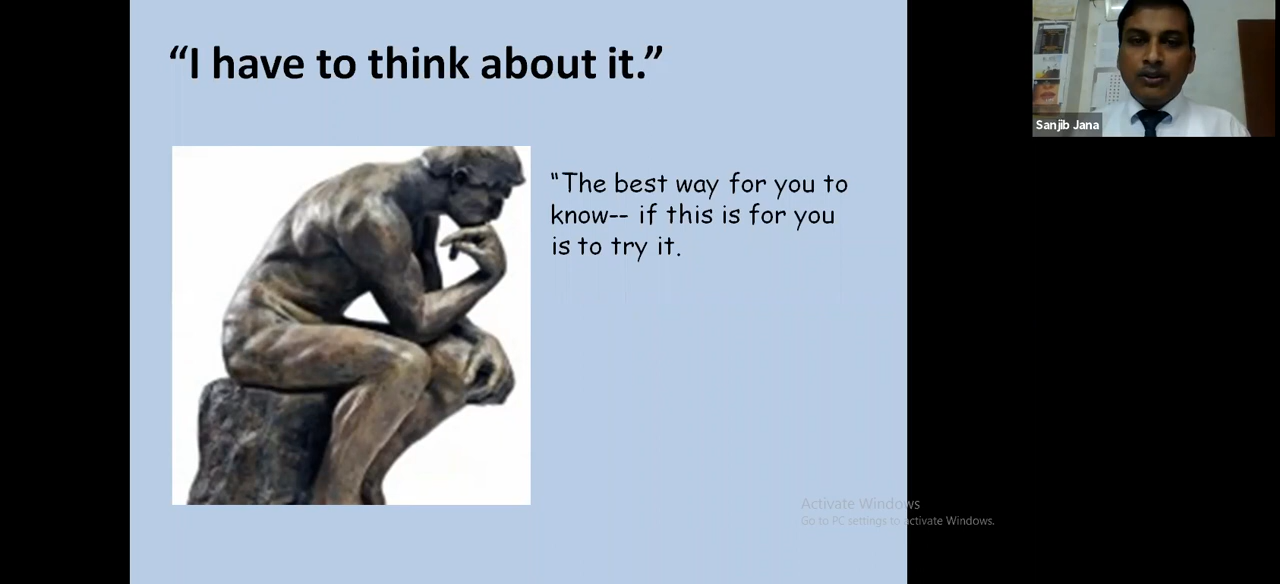 “I have to think about it.”
“The best way for you to
know-- if this is for you
is to try it.
Sanjib Jana
Activate Windows
Go to PC settings to activate Windows.